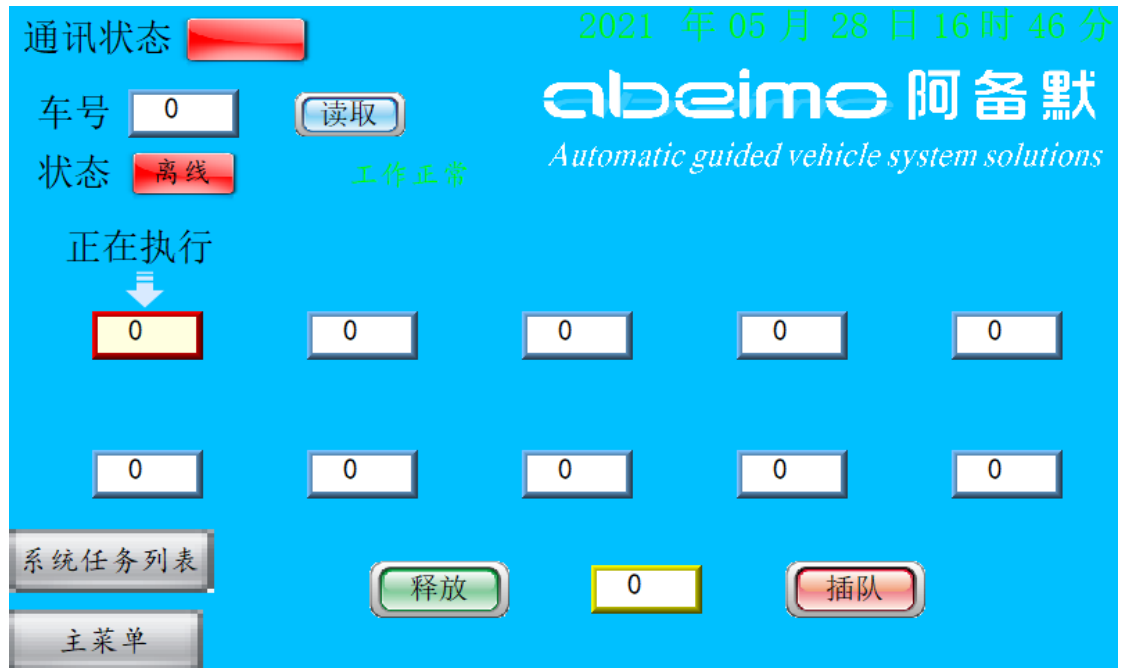 通讯状态
2021 年 05 月 28 日 16 时 46 分
车号 0 读取
abeimo 阿备默
Automatic guided vehicle system solutions
状态 离线 工作正常
正在执行
0 0 0 0 0
0 0 0 0 0
系统任务列表
释放 0 插队
主菜单